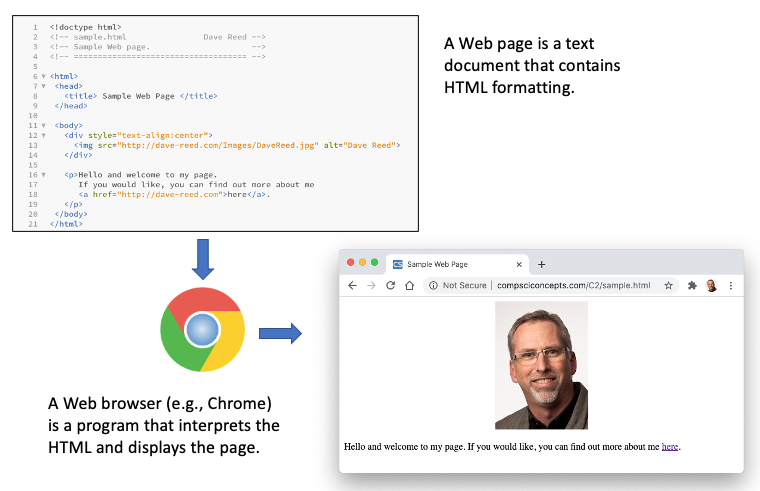 1 <!doctype html>
2 <!-- sample.html Dave Reed -->
3 <!-- Sample Web page. -->
4 <!-- ==================================== -->
5
6 <html>
7 <head>
8 <title> Sample Web Page </title>
9 </head>
10
11 <body>
12 <div style="text-align:center">
13 <img src="http://dave-reed.com/Images/DaveReed.jpg" alt="Dave Reed">
14 </div>
15
16 <p>Hello and welcome to my page.
17 If you would like, you can find out more about me
18 <a href="http://dave-reed.com">here</a>.
19 </p>
20 </body>
21 </html>
A Web page is a text
document that contains
HTML formatting.
A Web browser (e.g., Chrome)
is a program that interprets the
HTML and displays the page.
CS Sample Web Page
Not Secure | compsciconcepts.com/C2/sample.html
Hello and welcome to my page. If you would like, you can find out more about me here.